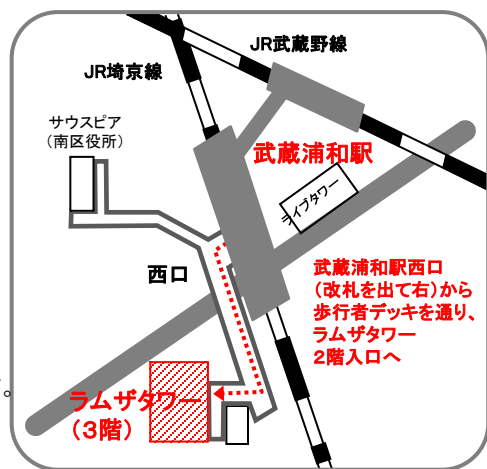 JR武蔵野線
JR埼京線
サウスピア
（南区役所）
武蔵浦和駅
ライブタワー
西口
武蔵浦和駅西口
（改札を出て右）から
歩行者デッキを通り、
ラムザタワー
2階入口へ
。
ラムザタワー
（3階）